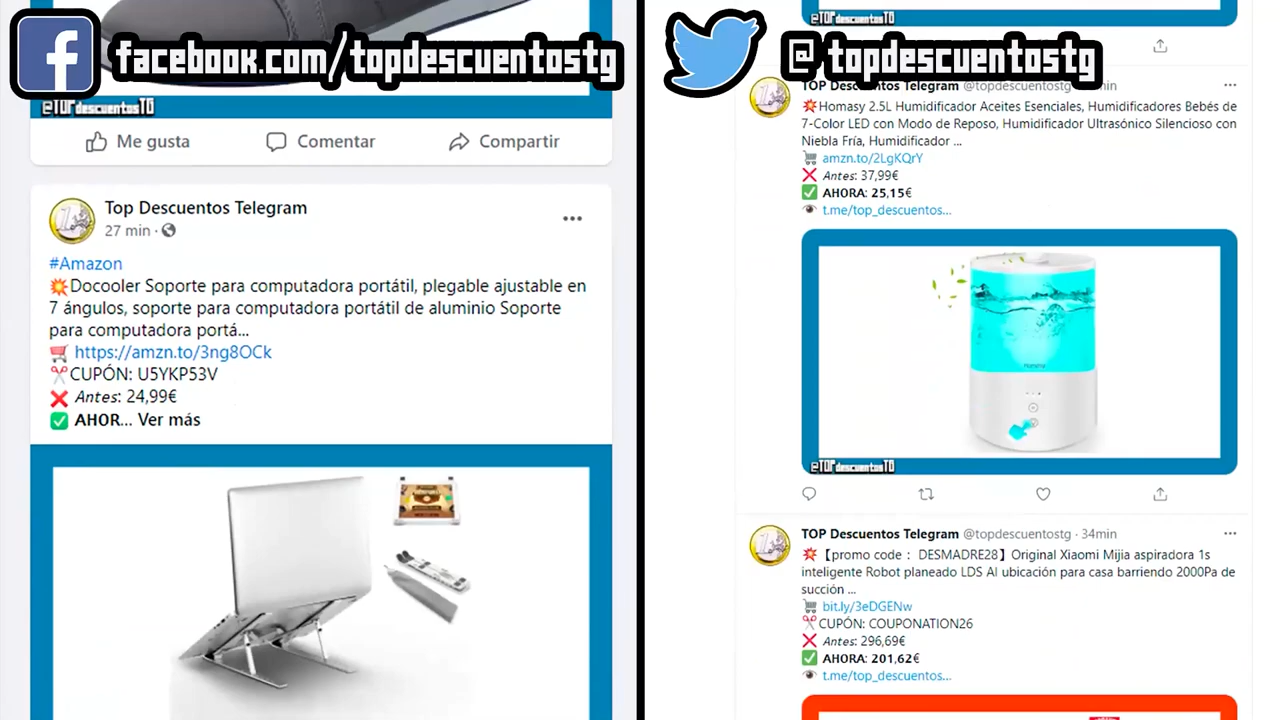 facebook.com/topdescuentostg
@TOPdescuentosTG
Me gusta
Comentar
Compartir
Top Descuentos Telegram
27 min ·
#Amazon
💥Docooler Soporte para computadora portátil, plegable ajustable en
7 ángulos, soporte para computadora portátil de aluminio Soporte
para computadora portá...
🛒 https://amzn.to/3ng8OCk
✂️CUPÓN: U5YKP53V
❌ Antes: 24,99€
✅ AHOR... Ver más
@topdescuentostg
@TOPdescuentosTG
TOP Descuentos Telegram @topdescuentostg
💥Homasy 2.5L Humidificador Aceites Esenciales, Humidificadores Bebés de
7-Color LED con Modo de Reposo, Humidificador Ultrasónico Silencioso con
Niebla Fría, Humidificador ...
🛒 amzn.to/2LgKQrY
❌ Antes: 37,99€
✅ AHORA: 25,15€
👁 t.me/top_descuentos...
Homasy
@TOPdescuentosTG
TOP Descuentos Telegram @topdescuentostg · 34min
💥【promo code： DESMADRE28】Original Xiaomi Mijia aspiradora 1s
inteligente Robot planeado LDS AI ubicación para casa barriendo 2000Pa de
succión ...
🛒 bit.ly/3eDGENw
✂️CUPÓN: COUPONATION26
❌ Antes: 296,69€
✅ AHORA: 201,62€
👁 t.me/top_descuentos...